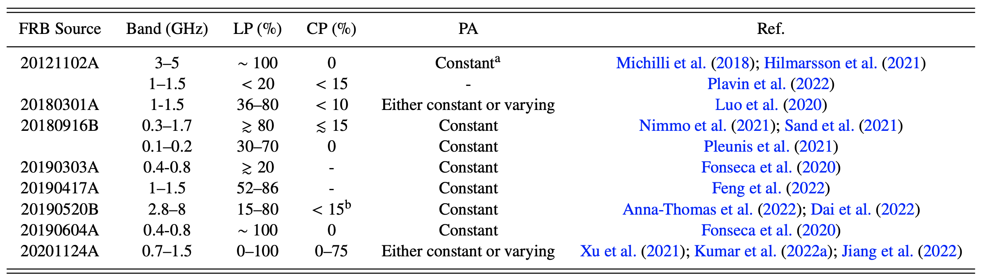 FRB Source Band (GHz) LP (%) CP (%) PA Ref.
20121102A 3–5 ∼ 100 0 Constantᵃ Michilli et al. (2018); Hilmarsson et al. (2021)
1–1.5 < 20 < 15 - Plavin et al. (2022)
20180301A 1-1.5 36–80 < 10 Either constant or varying Luo et al. (2020)
20180916B 0.3–1.7 ≳ 80 ≲ 15 Constant Nimmo et al. (2021); Sand et al. (2021)
0.1–0.2 30–70 0 Constant Pleunis et al. (2021)
20190303A 0.4-0.8 ≳ 20 - Constant Fonseca et al. (2020)
20190417A 1–1.5 52–86 - Constant Feng et al. (2022)
20190520B 2.8–8 15–80 < 15ᵇ Constant Anna-Thomas et al. (2022); Dai et al. (2022)
20190604A 0.4-0.8 ∼ 100 0 Constant Fonseca et al. (2020)
20201124A 0.7–1.5 0–100 0–75 Either constant or varying Xu et al. (2021); Kumar et al. (2022a); Jiang et al. (2022)